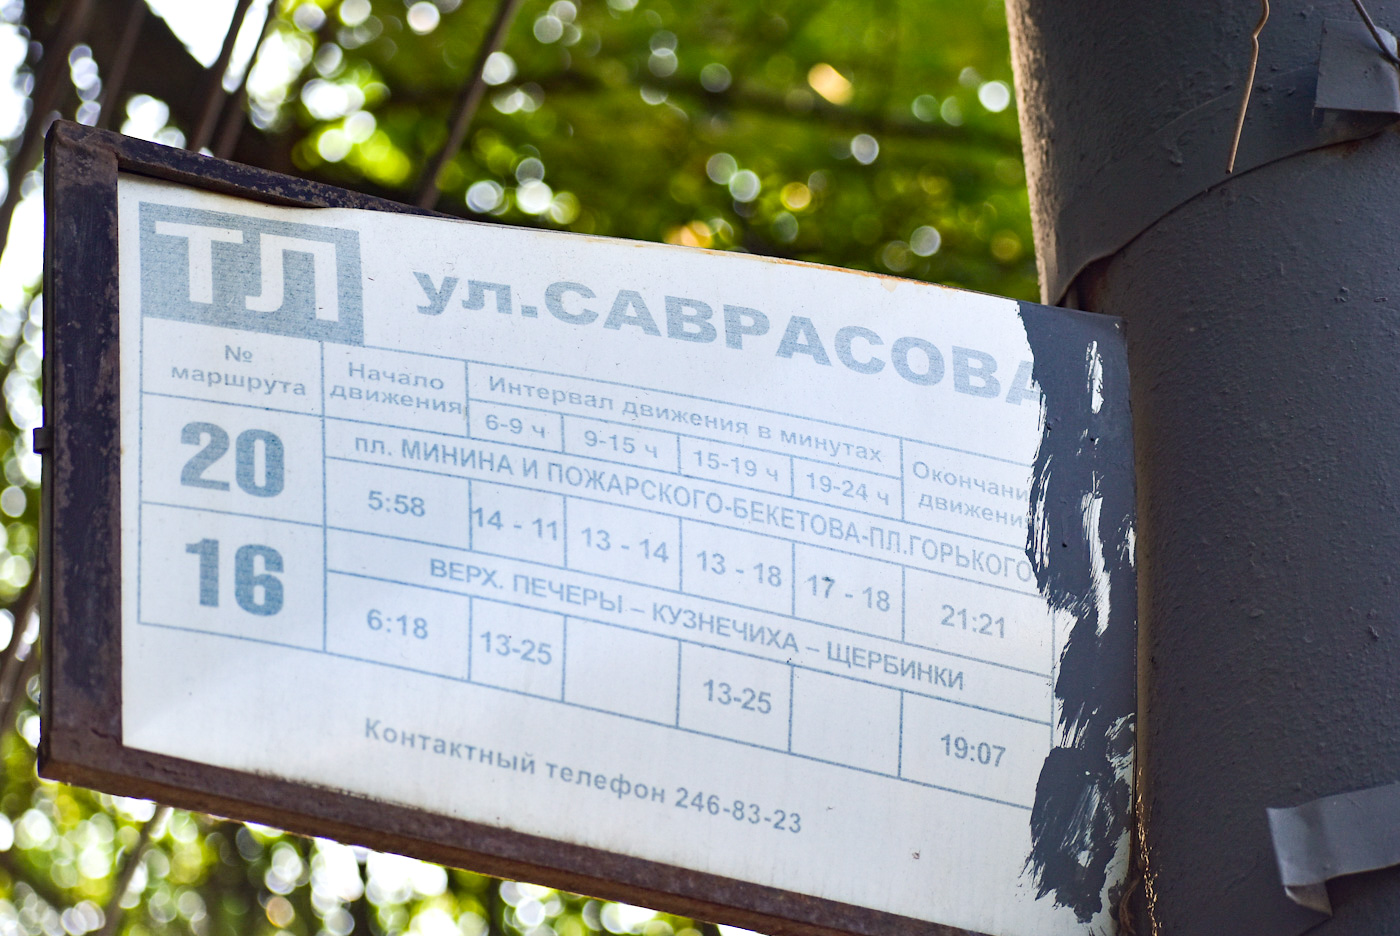 ТЛ ул.САВРАСОВА
№ маршрута Начало движения Интервал движения в минутах Окончани движени
6-9 ч 9-15 ч 15-19 ч 19-24 ч
20 пл. МИНИНА И ПОЖАРСКОГО-БЕКЕТОВА-ПЛ.ГОРЬКОГО
5:58 14 - 11 13 - 14 13 - 18 17 - 18 21:21
16 ВЕРХ. ПЕЧЕРЫ – КУЗНЕЧИХА – ЩЕРБИНКИ
6:18 13-25 13-25 19:07
Контактный телефон 246-83-23